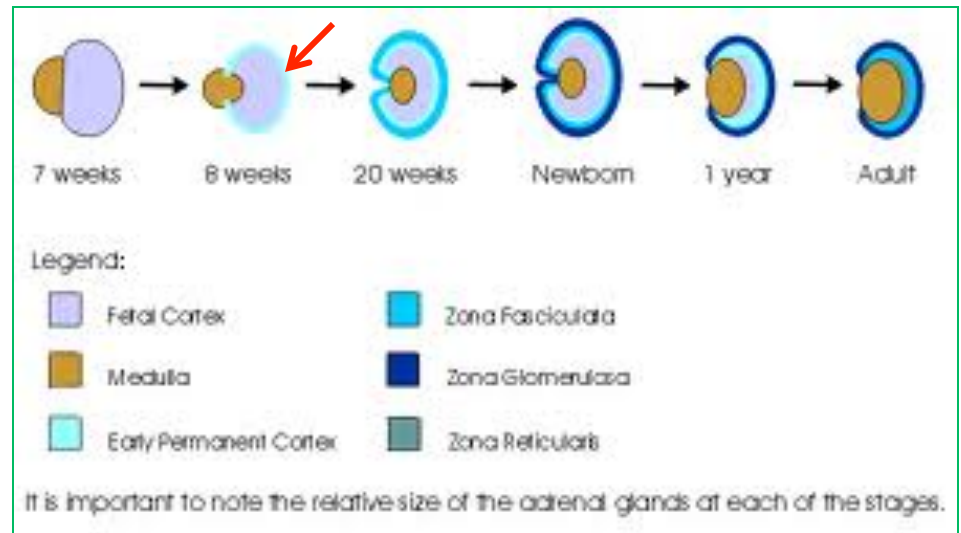 7 weeks 8 weeks 20 weeks Newborn 1 year Adult
Legend:
Fetal Cortex Zona Fasciculata
Medulla Zona Glomerulosa
Early Permanent Cortex Zona Reticularis
It is important to note the relative size of the adrenal glands at each of the stages.